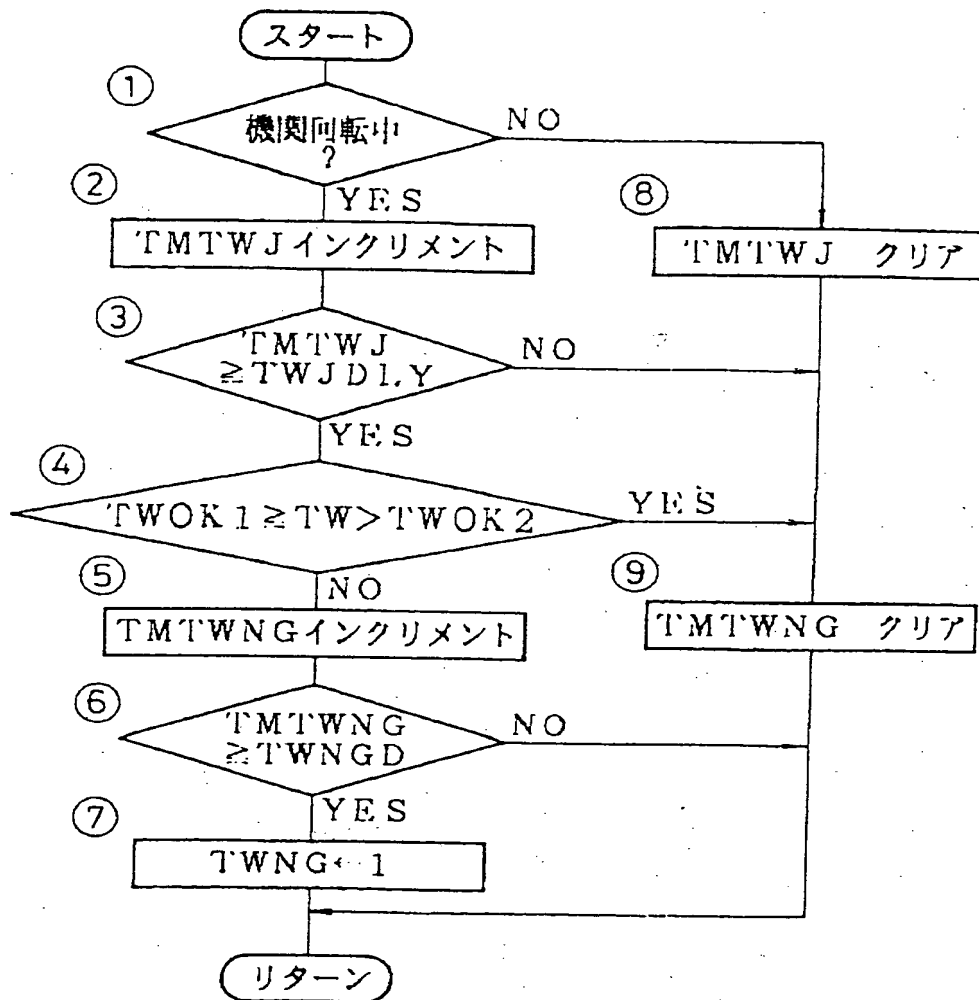 スタート
①
機関回転中
?
NO
②
YES
⑧
TMTWJインクリメント
TMTWJ クリア
③
TMTWJ
≧TWJDLY
NO
YES
④
TWOK1≧TW>TWOK2
YES
⑤
NO
⑨
TMTWNGインクリメント
TMTWNG クリア
⑥
TMTWNG
≧TWNGD
NO
YES
⑦
TWNG←1
リターン